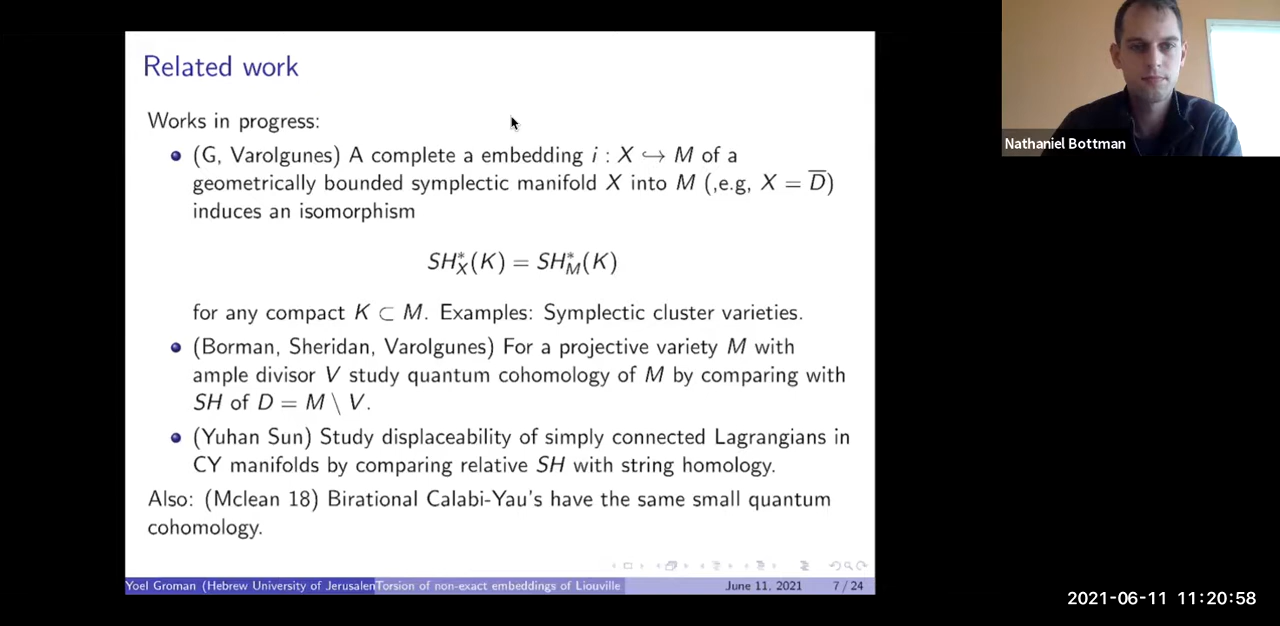 Related work
Works in progress:
(G, Varolgunes) A complete a embedding i : X ↪ M of a
geometrically bounded symplectic manifold X into M (,e.g, X = D̅)
induces an isomorphism
SH*_X(K) = SH*_M(K)
for any compact K ⊂ M. Examples: Symplectic cluster varieties.
(Borman, Sheridan, Varolgunes) For a projective variety M with
ample divisor V study quantum cohomology of M by comparing with
SH of D = M \ V.
(Yuhan Sun) Study displaceability of simply connected Lagrangians in
CY manifolds by comparing relative SH with string homology.
Also: (Mclean 18) Birational Calabi-Yau's have the same small quantum
cohomology.
Yoel Groman (Hebrew University of Jerusalen Torsion of non-exact embeddings of Liouville June 11, 2021 7 / 24
Nathaniel Bottman
2021-06-11 11:20:58